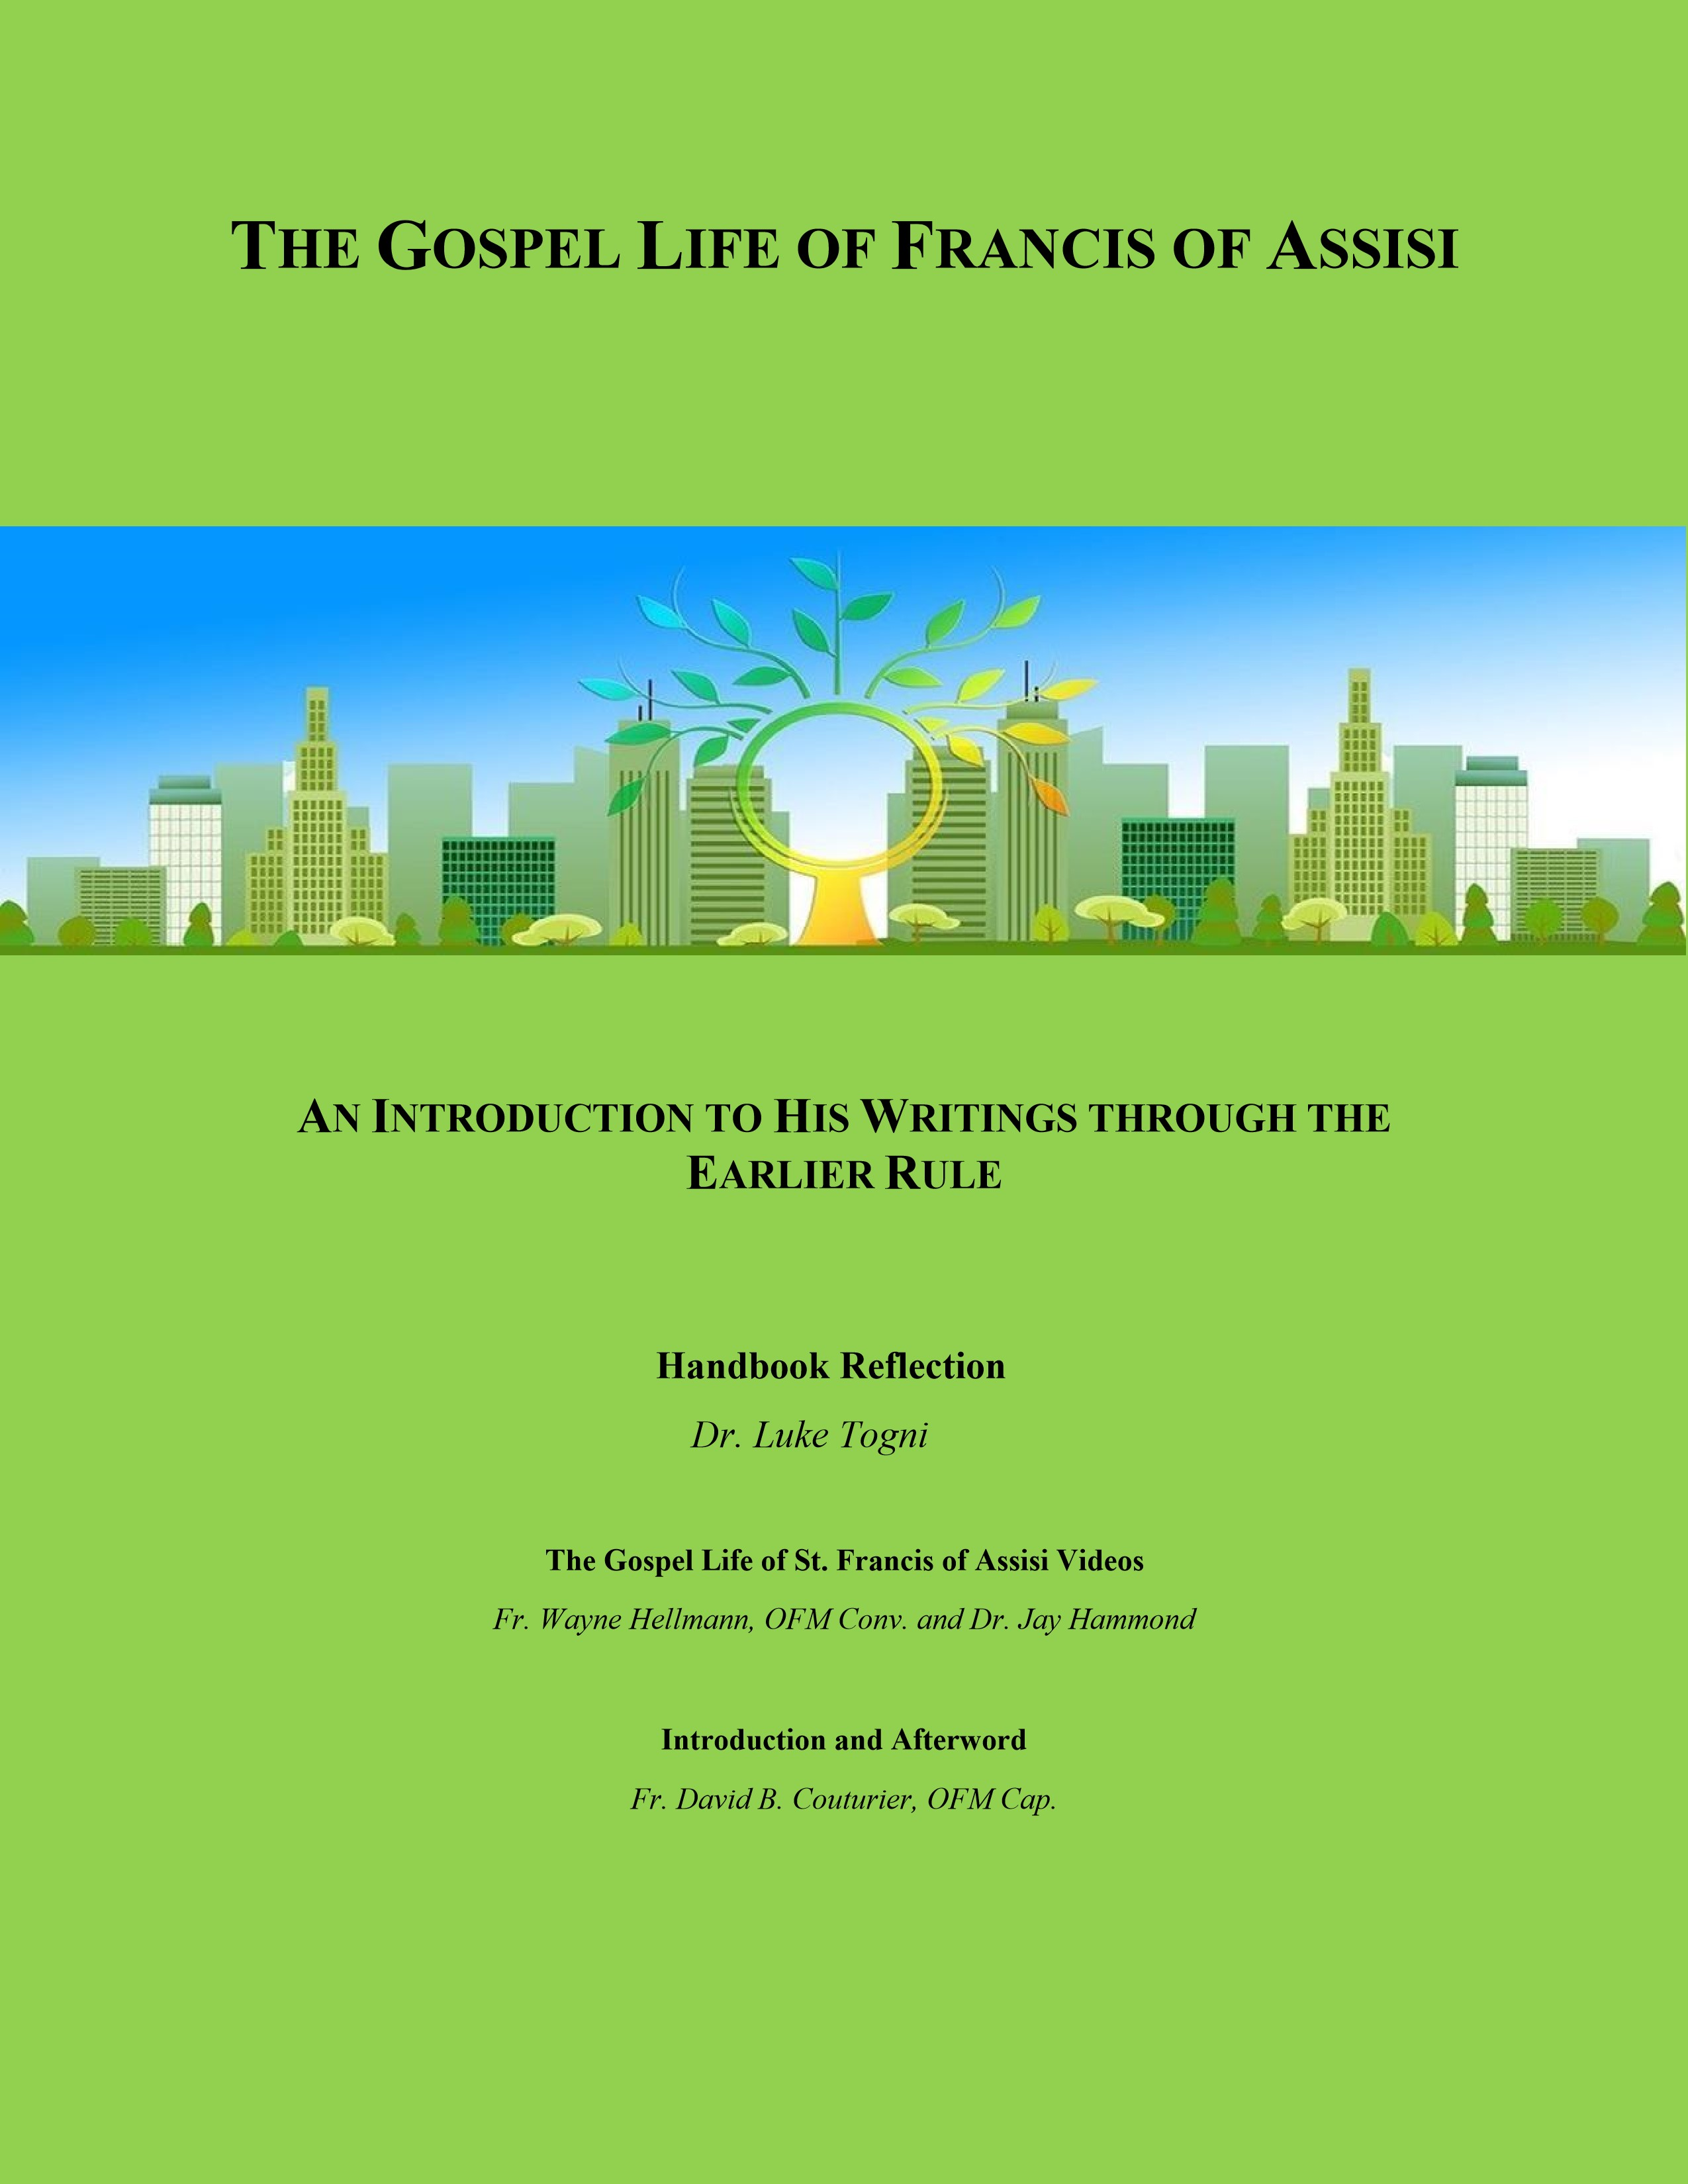 THE GOSPEL LIFE OF FRANCIS OF ASSISI
AN INTRODUCTION TO HIS WRITINGS THROUGH THE
EARLIER RULE
Handbook Reflection
Dr. Luke Togni
The Gospel Life of St. Francis of Assisi Videos
Fr. Wayne Hellmann, OFM Conv. and Dr. Jay Hammond
Introduction and Afterword
Fr. David B. Couturier, OFM Cap.